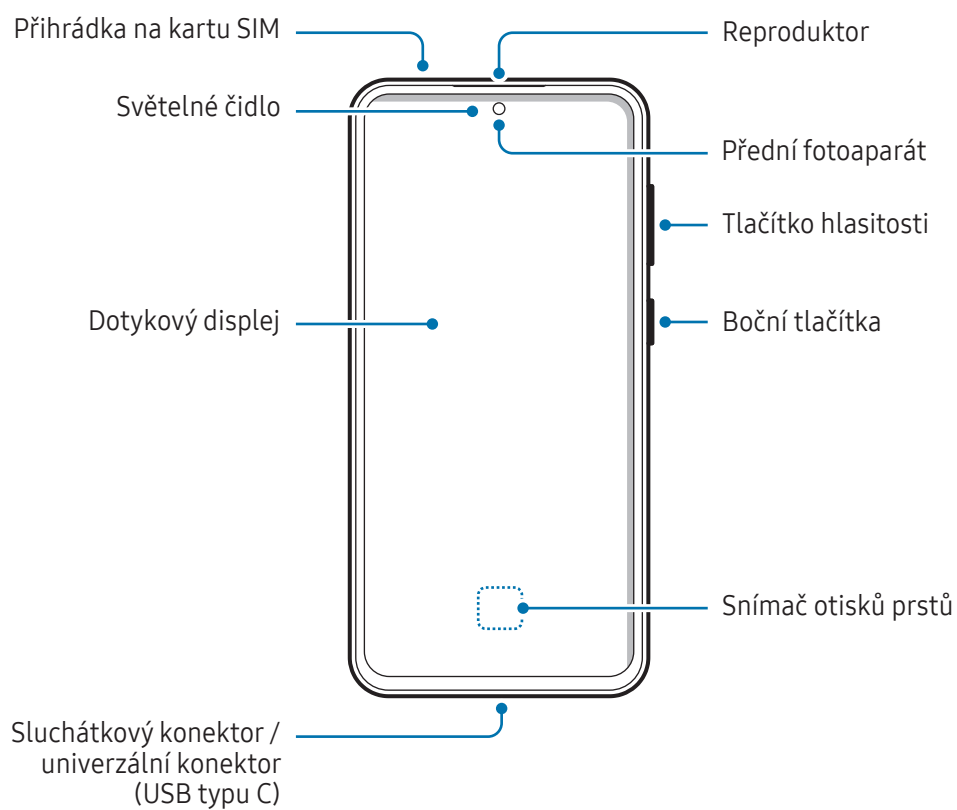 Přihrádka na kartu SIM
Reproduktor
Světelné čidlo
Přední fotoaparát
Tlačítko hlasitosti
Dotykový displej
Boční tlačítka
Snímač otisků prstů
Sluchátkový konektor /
univerzální konektor
(USB typu C)